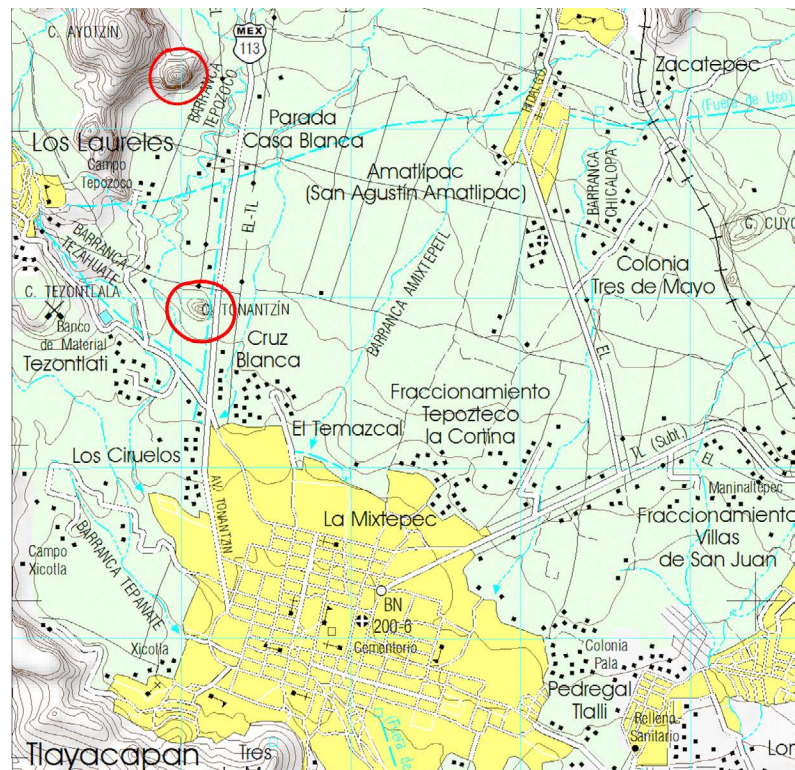 C. AYOTZIN
MEX
113
BARRANCA
TEPOZOCO
HIDALGO
Zacatepec
(Fuera de Uso)
Parada
Casa Blanca
Los Laureles
Campo
Tepozoco
Amatlipac
(San Agustín Amatlipac)
BARRANCA
CHICALOPA
EL-TL
BARRANCA
TEZAHUATE
C. CUYO
Colonia
Tres de Mayo
C. TEZONTLALA
C. TONANTZÍN
BARRANCA AMIXTEPETL
Banco
de Material
Tezontlati
Cruz
Blanca
EL
Fraccionamiento
Tepozteco
la Cortina
El Temazcal
Los Ciruelos
TL (Subt.)
EL
AV. TONANTZIN
Maninaltepec
La Mixtepec
Fraccionamiento
Villas
de San Juan
BARRANCA TEPANATE
Campo
Xicotla
BN
200-6
Cementorio
Xicotla
Colonia
Pala
Pedregal
Tlalli
Relleno
Sanitario
(Fuera de
Tlayacapan
Tres
Lor